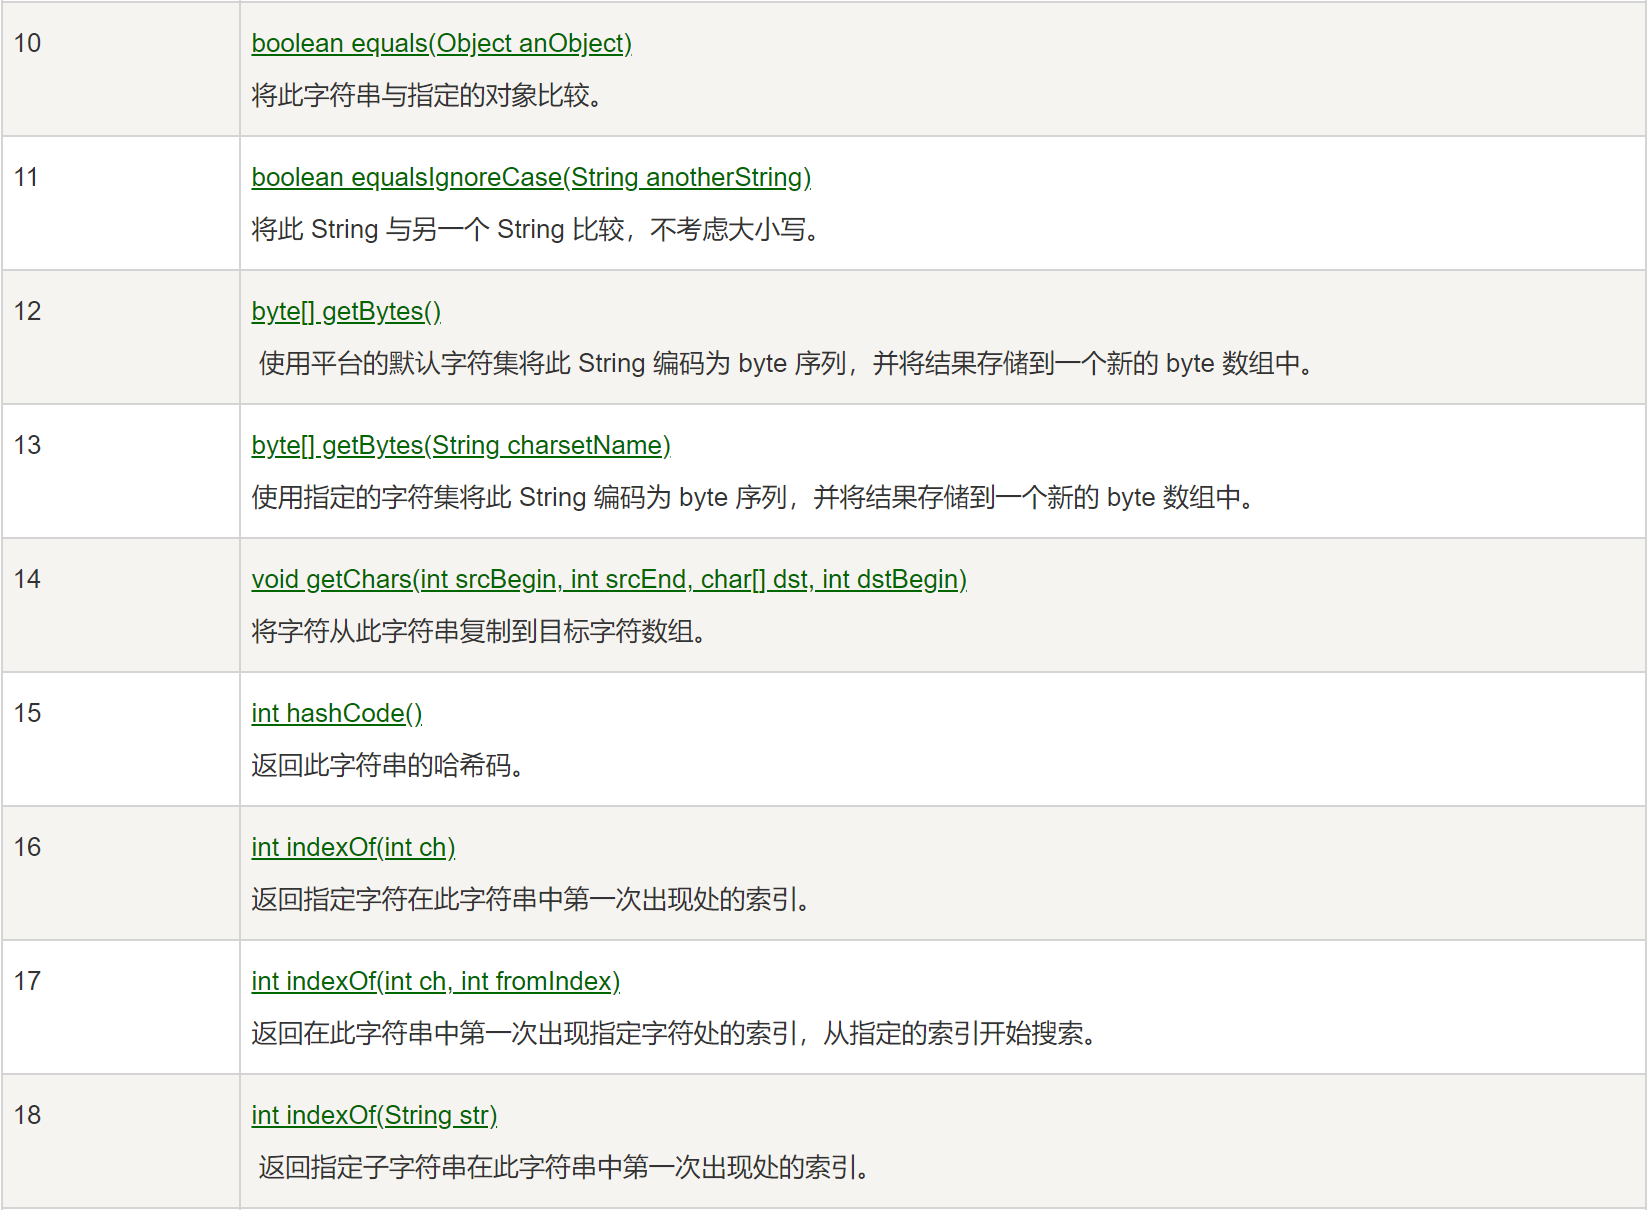 10
boolean equals(Object anObject)
将此字符串与指定的对象比较。
11
boolean equalsIgnoreCase(String anotherString)
将此 String 与另一个 String 比较，不考虑大小写。
12
byte[] getBytes()
使用平台的默认字符集将此 String 编码为 byte 序列，并将结果存储到一个新的 byte 数组中。
13
byte[] getBytes(String charsetName)
使用指定的字符集将此 String 编码为 byte 序列，并将结果存储到一个新的 byte 数组中。
14
void getChars(int srcBegin, int srcEnd, char[] dst, int dstBegin)
将字符从此字符串复制到目标字符数组。
15
int hashCode()
返回此字符串的哈希码。
16
int indexOf(int ch)
返回指定字符在此字符串中第一次出现处的索引。
17
int indexOf(int ch, int fromIndex)
返回在此字符串中第一次出现指定字符处的索引，从指定的索引开始搜索。
18
int indexOf(String str)
返回指定子字符串在此字符串中第一次出现处的索引。